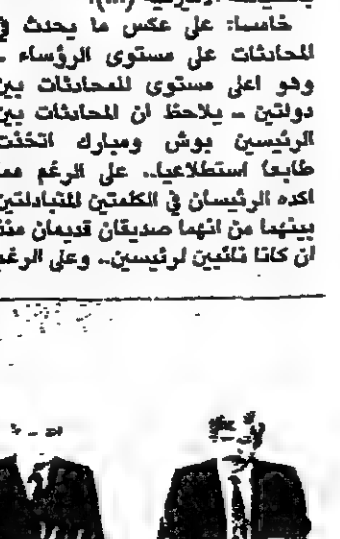 خامسا: على عكس ما يحدث في
المحادثات على مستوى الرؤساء ..
وهو اعلى مستوى للمحادثات بين
دولتين .. يلاحظ ان المحادثات بين
الرئيسين بوش ومبارك اتخذت
طابعا استطلاعيا.. على الرغم مما
اكده الرئيسان في الكلمتين المتبادلتين
بينهما من انهما صديقان قديمان منذ
ان كانا نائبين لرئيسين.. وعلى الرغم